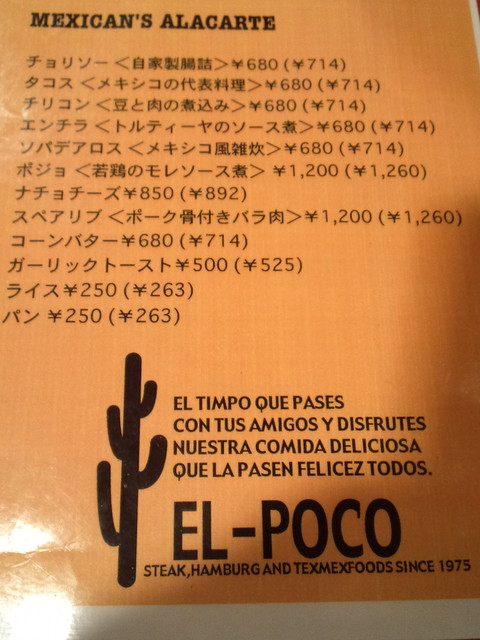 MEXICAN'S ALACARTE
チョリソー＜自家製腸詰＞￥680(￥714)
タコス＜メキシコの代表料理＞￥680(￥714)
チリコン＜豆と肉の煮込み＞￥680(￥714)
エンチラ＜トルティーヤのソース煮＞￥680(￥714)
ソパデアロス＜メキシコ風雑炊＞￥680(￥714)
ポジョ＜若鶏のモレソース煮＞ ￥1,200(￥1,260)
ナチョチーズ￥850(￥892)
スペアリブ＜ポーク骨付きバラ肉＞￥1,200(￥1,260)
コーンバター￥680(￥714)
ガーリックトースト￥500(￥525)
ライス￥250(￥263)
パン ￥250(￥263)
EL TIMPO QUE PASES
CON TUS AMIGOS Y DISFRUTES
NUESTRA COMIDA DELICIOSA
QUE LA PASEN FELICEZ TODOS.
EL-POCO
STEAK,HAMBURG AND TEXMEXFOODS SINCE 1975